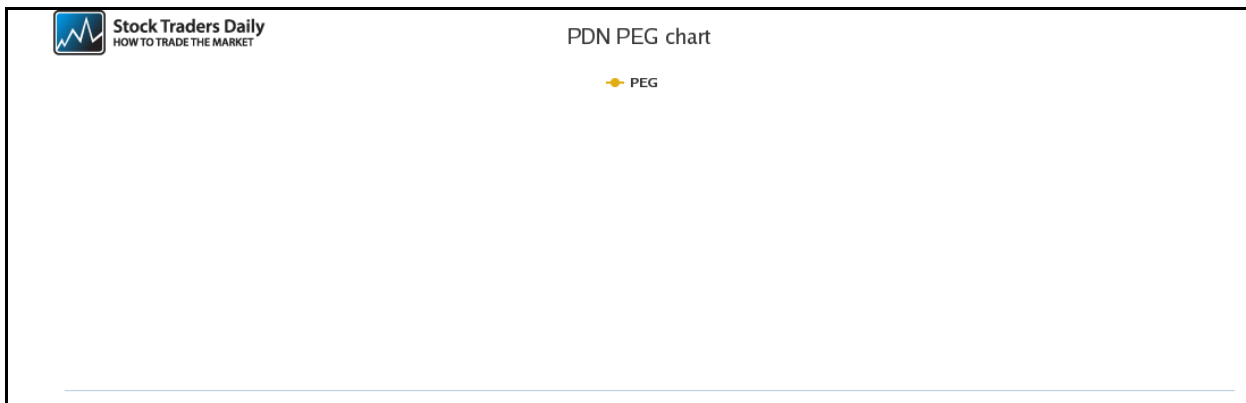 Stock Traders Daily
HOW TO TRADE THE MARKET
PDN PEG chart
PEG